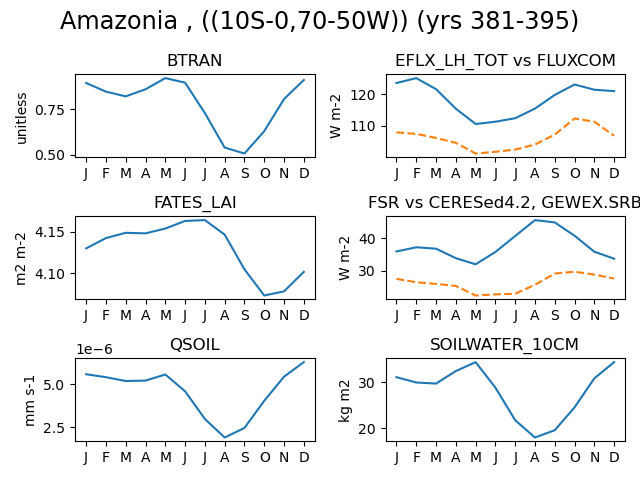 Amazonia , ((10S-0,70-50W)) (yrs 381-395)
BTRAN
unitless
0.75
0.50
J F M A M J J A S O N D
EFLX_LH_TOT vs FLUXCOM
W m-2
120
110
J F M A M J J A S O N D
FATES_LAI
m2 m-2
4.15
4.10
J F M A M J J A S O N D
FSR vs CERESed4.2, GEWEX.SRB
W m-2
40
30
J F M A M J J A S O N D
QSOIL
1e−6
mm s-1
5.0
2.5
J F M A M J J A S O N D
SOILWATER_10CM
kg m2
30
20
J F M A M J J A S O N D